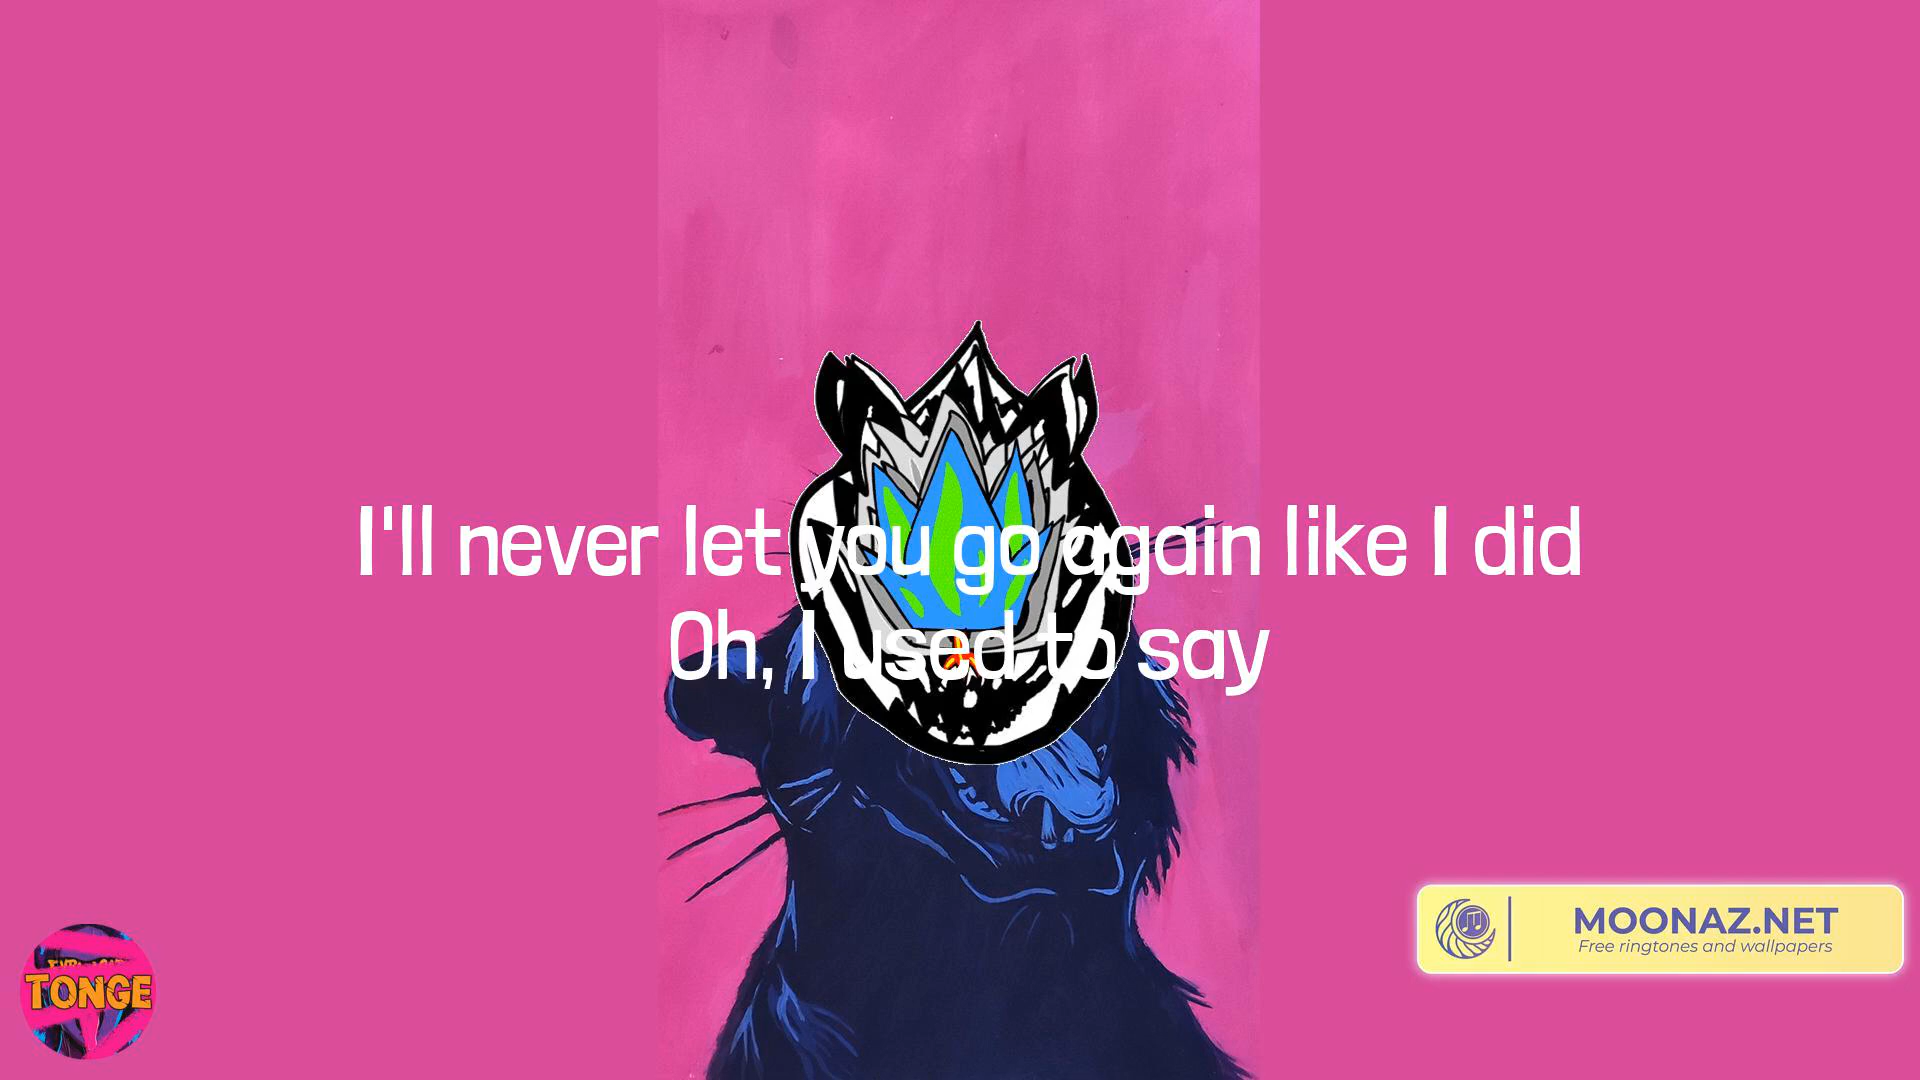 I'll never let you go again like I did
Oh, I used to say
MOONAZ.NET
Free ringtones and wallpapers
TONGE